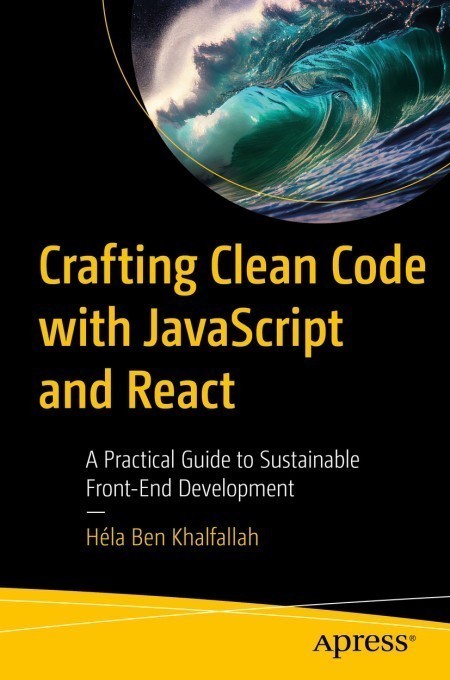 Crafting Clean Code
with JavaScript
and React
A Practical Guide to Sustainable
Front-End Development
Héla Ben Khalfallah
Apress®